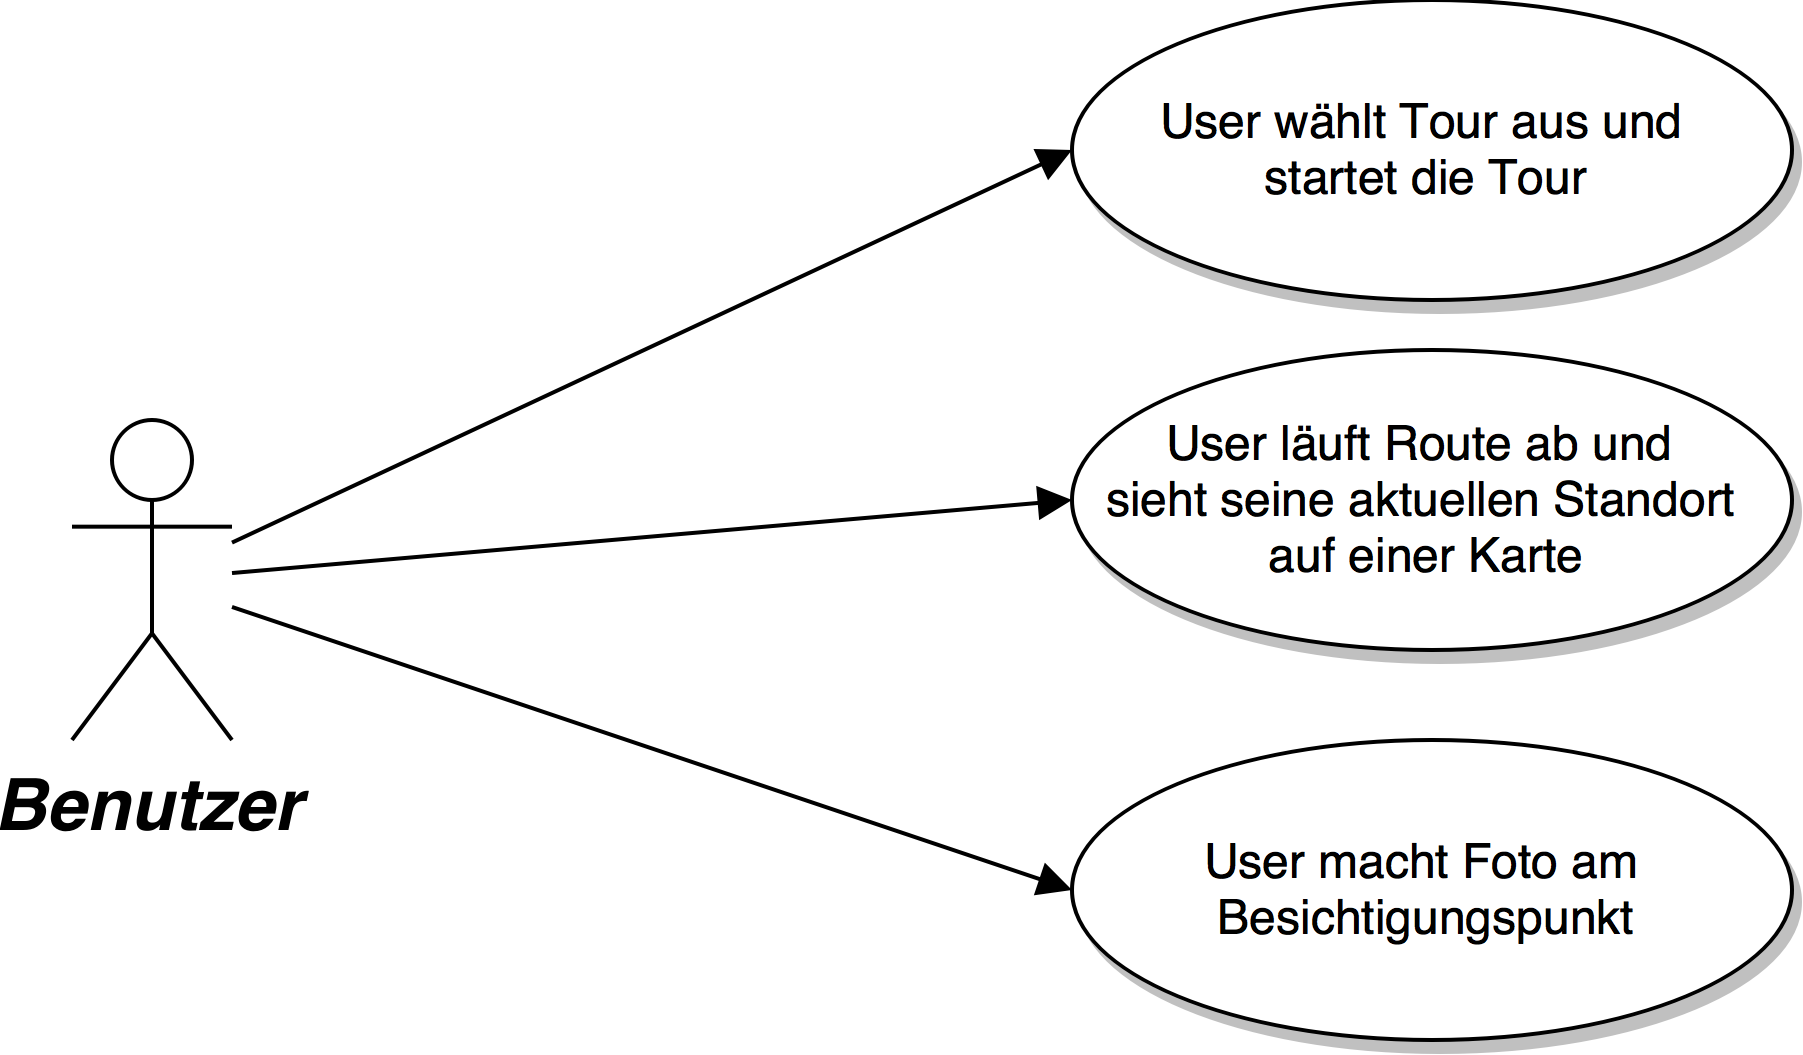 User wählt Tour aus und
startet die Tour
User läuft Route ab und
sieht seine aktuellen Standort
auf einer Karte
Benutzer
User macht Foto am
Besichtigungspunkt